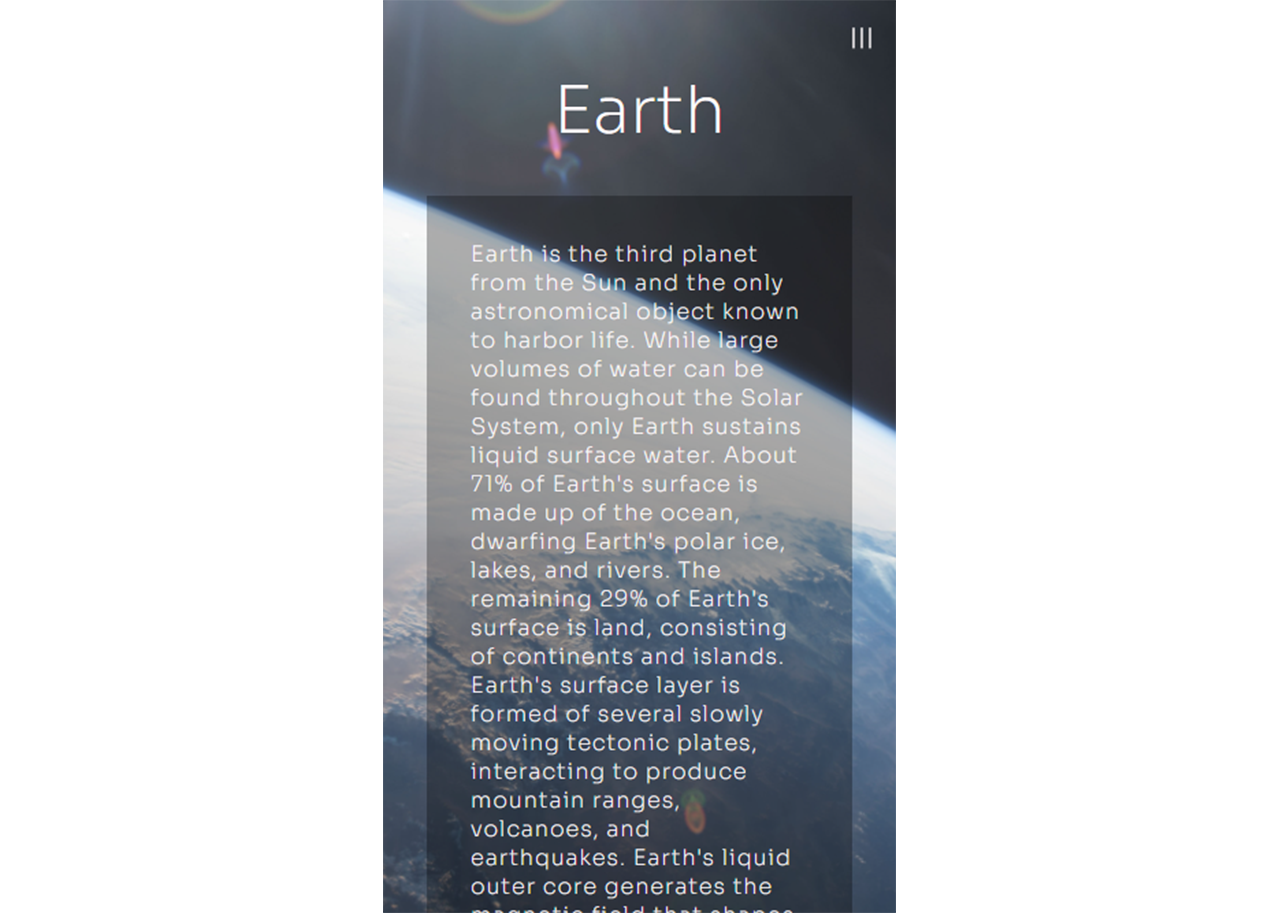 Earth
Earth is the third planet
from the Sun and the only
astronomical object known
to harbor life. While large
volumes of water can be
found throughout the Solar
System, only Earth sustains
liquid surface water. About
71% of Earth's surface is
made up of the ocean,
dwarfing Earth's polar ice,
lakes, and rivers. The
remaining 29% of Earth's
surface is land, consisting
of continents and islands.
Earth's surface layer is
formed of several slowly
moving tectonic plates,
interacting to produce
mountain ranges,
volcanoes, and
earthquakes. Earth's liquid
outer core generates the
magnetic field that shapes